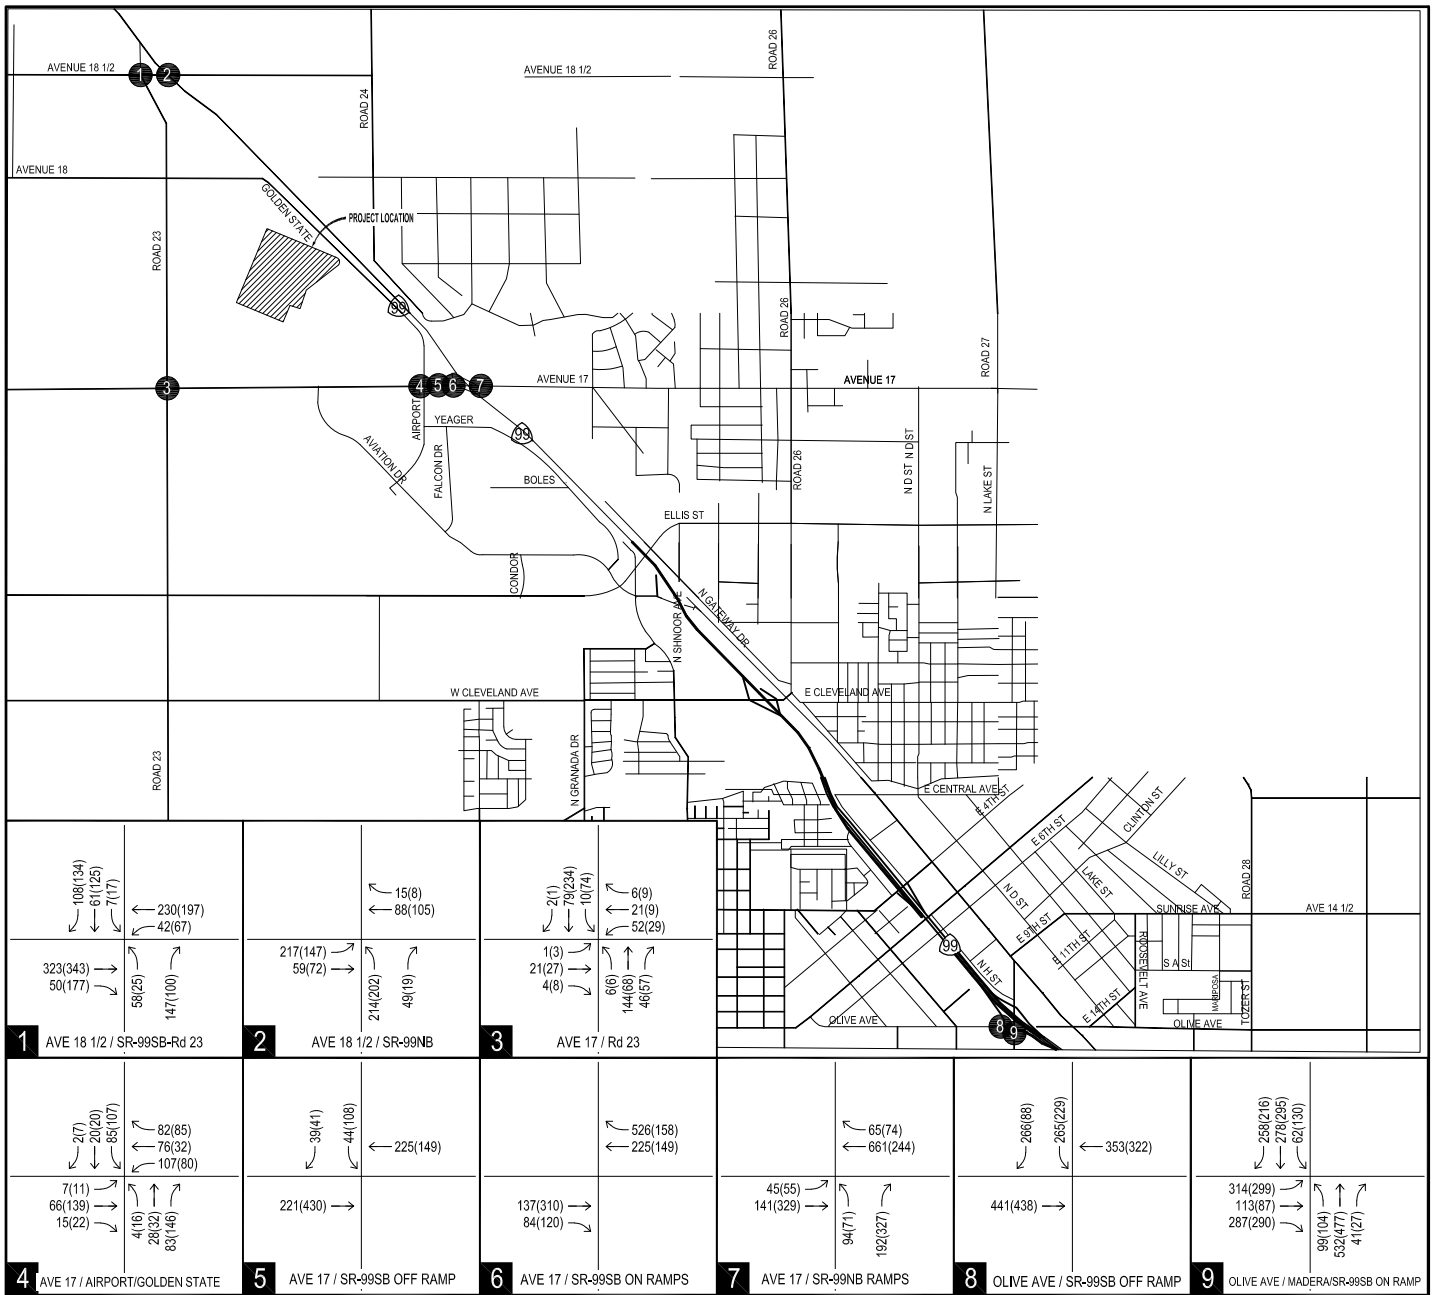 AVENUE 18 1/2
1
2
AVENUE 18 1/2
ROAD 26
ROAD 24
AVENUE 18
GOLDEN STATE
PROJECT LOCATION
ROAD 23
99
ROAD 26
ROAD 27
3
4
5
6
7
AVENUE 17
AVENUE 17
AIRPORT
YEAGER
99
AVIATION DR
FALCON DR
BOLES
ROAD 26
N D ST
N D ST
N LAKE ST
ELLIS ST
CONDOR
N SHNOOR AVE
N GATEWAY DR
W CLEVELAND AVE
E CLEVELAND AVE
ROAD 23
N GRANADA DR
E CENTRAL AVE
E 4TH ST
E 6TH ST
CLINTON ST
LILLY ST
ROAD 28
LAKE ST
N D ST
SUNRISE AVE
AVE 14 1/2
E 9TH ST
E 11TH ST
ROOSEVELT AVE
99
N H ST
S A St
MARIPOSA
TOZER ST
E 14TH ST
OLIVE AVE
8
9
OLIVE AVE
108(134)
61(125)
7(17)
230(197)
42(67)
323(343)
50(177)
58(25)
147(100)
1
AVE 18 1/2 / SR-99SB-Rd 23
15(8)
88(105)
217(147)
59(72)
214(202)
49(19)
2
AVE 18 1/2 / SR-99NB
2(1)
79(234)
10(74)
6(9)
21(9)
52(29)
1(3)
21(27)
4(8)
6(6)
144(68)
46(57)
3
AVE 17 / Rd 23
2(7)
20(20)
85(107)
82(85)
76(32)
107(80)
7(11)
66(139)
15(22)
4(16)
28(32)
83(146)
4
AVE 17 / AIRPORT/GOLDEN STATE
39(41)
44(108)
225(149)
221(430)
5
AVE 17 / SR-99SB OFF RAMP
526(158)
225(149)
137(310)
84(120)
6
AVE 17 / SR-99SB ON RAMPS
65(74)
661(244)
45(55)
141(329)
94(71)
192(327)
7
AVE 17 / SR-99NB RAMPS
266(88)
265(229)
353(322)
441(438)
8
OLIVE AVE / SR-99SB OFF RAMP
258(216)
278(295)
62(130)
314(299)
113(87)
287(290)
99(104)
532(477)
41(27)
9
OLIVE AVE / MADERA/SR-99SB ON RAMP